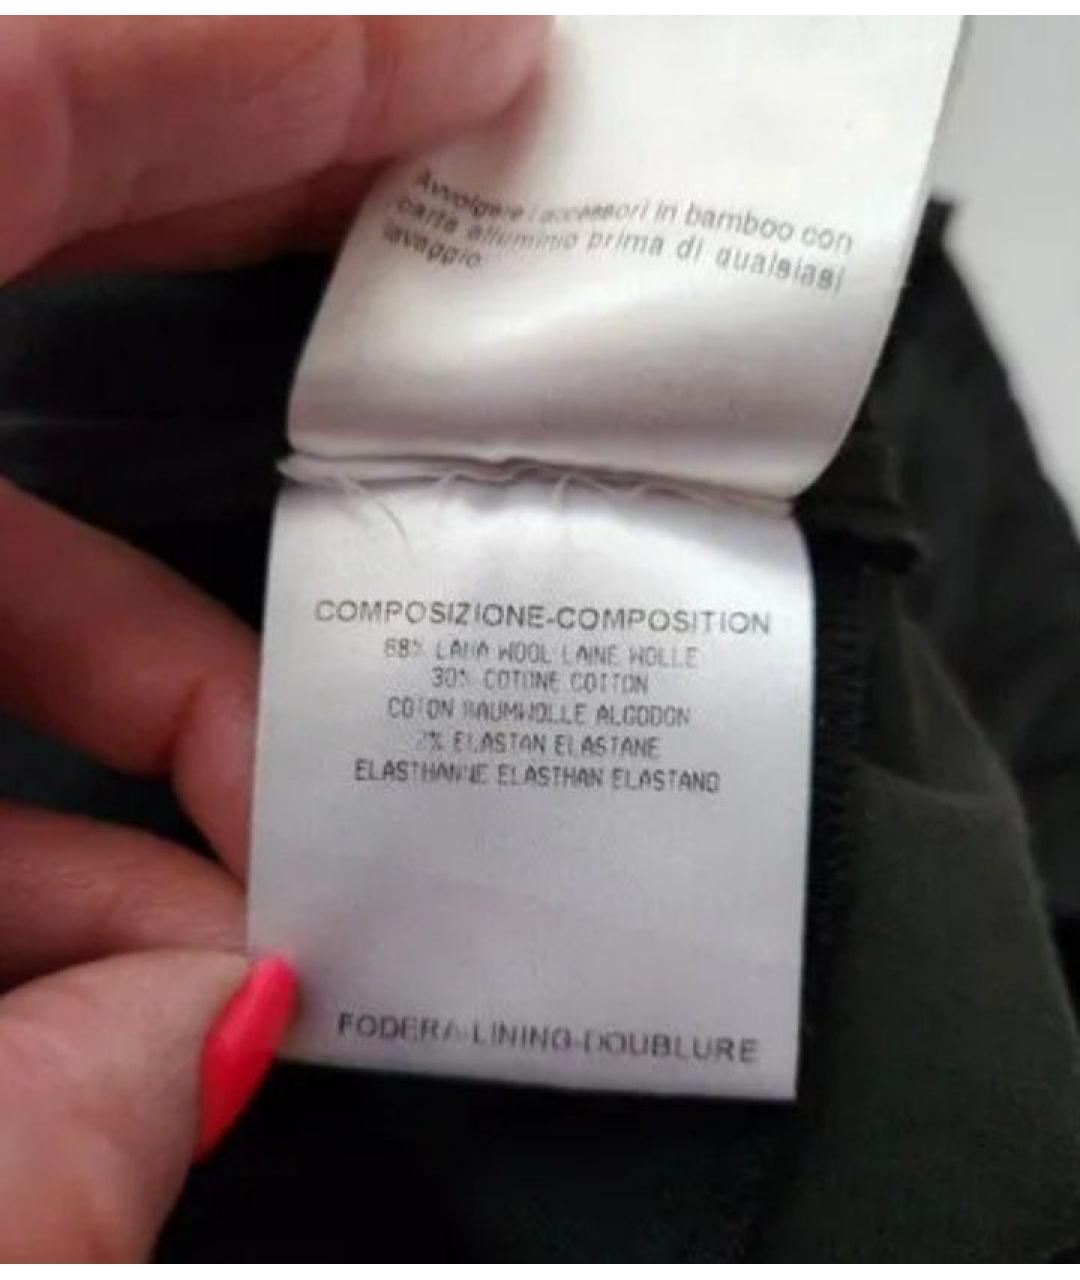 Avvolgere i accessori in bamboo con
carta alluminio prima di qualsiasi
lavaggio
COMPOSIZIONE-COMPOSITION
68% LANA WOOL LAINE WOLLE
30% COTONE COTTON
COTON BAUMWOLLE ALGODON
2% ELASTAN ELASTANE
ELASTHANNE ELASTHAN ELASTANO
FODERA-LINING-DOUBLURE